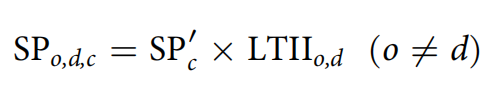 SP_{o,d,c} = SP′_c × LTII_{o,d} (o ≠ d)